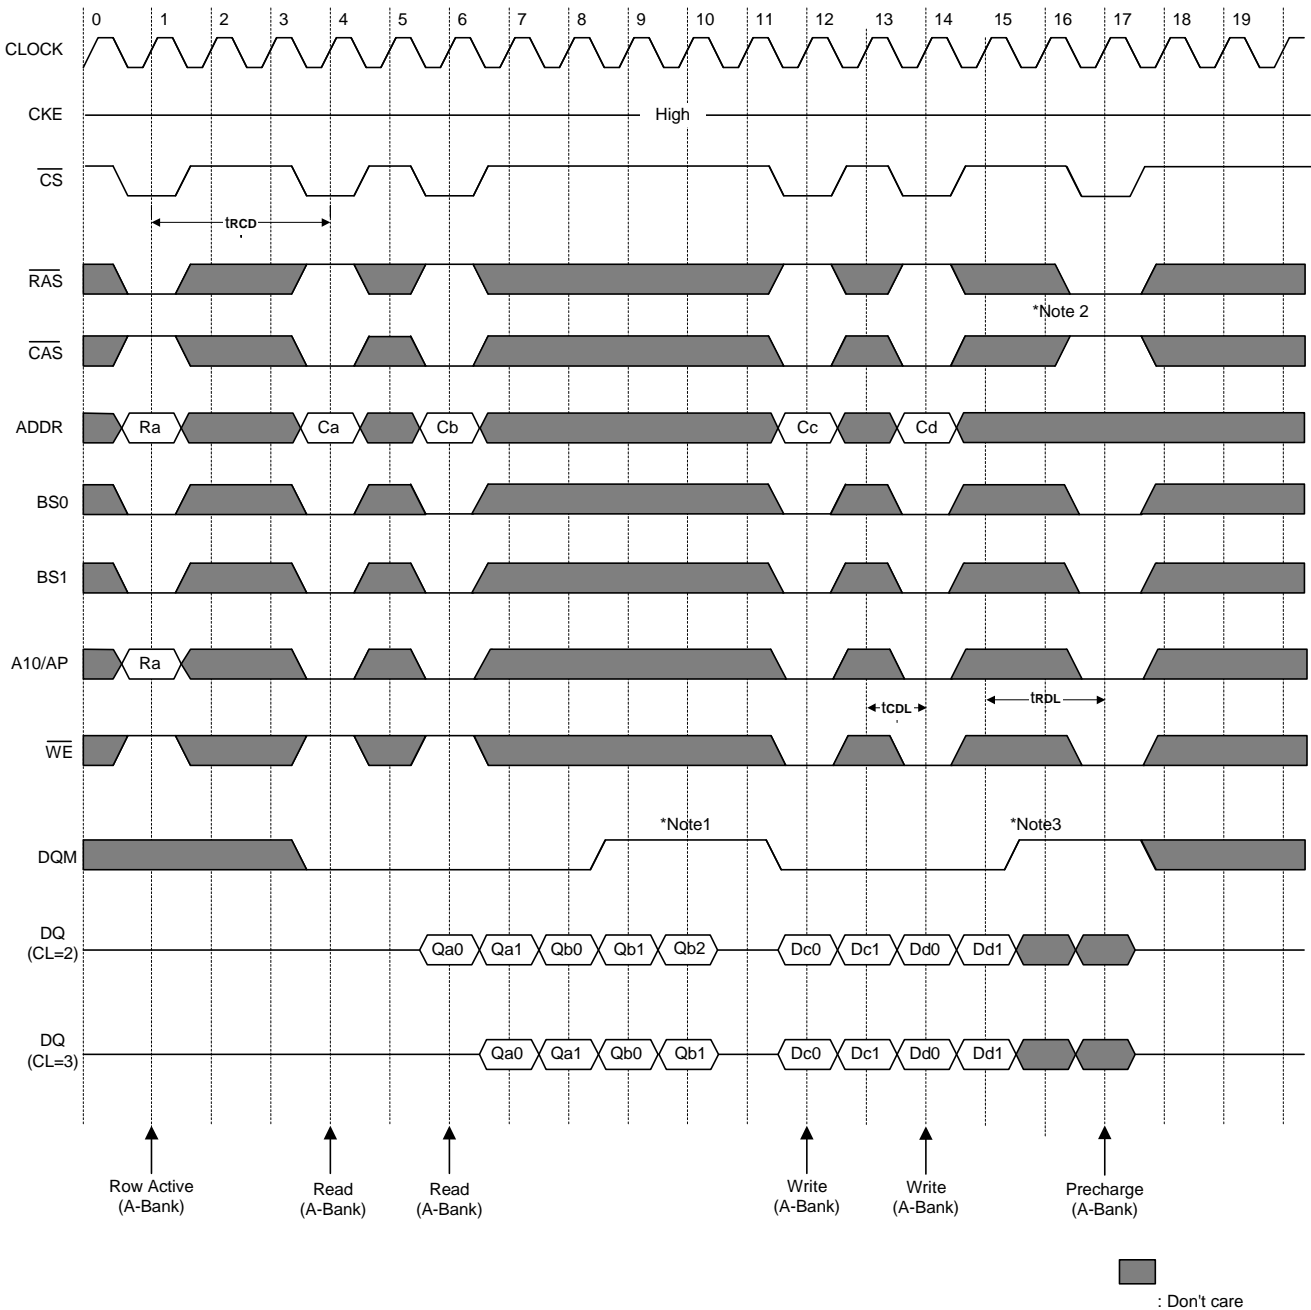 0 1 2 3 4 5 6 7 8 9 10 11 12 13 14 15 16 17 18 19
CLOCK
CKE
High
CS
tRCD
RAS
*Note 2
CAS
ADDR Ra Ca Cb Cc Cd
BS0
BS1
A10/AP Ra
tCDL tRDL
WE
*Note1 *Note3
DQM
DQ
(CL=2) Qa0 Qa1 Qb0 Qb1 Qb2 Dc0 Dc1 Dd0 Dd1
DQ
(CL=3) Qa0 Qa1 Qb0 Qb1 Dc0 Dc1 Dd0 Dd1
Row Active Read Read Write Write Precharge
(A-Bank) (A-Bank) (A-Bank) (A-Bank) (A-Bank) (A-Bank)
: Don't care